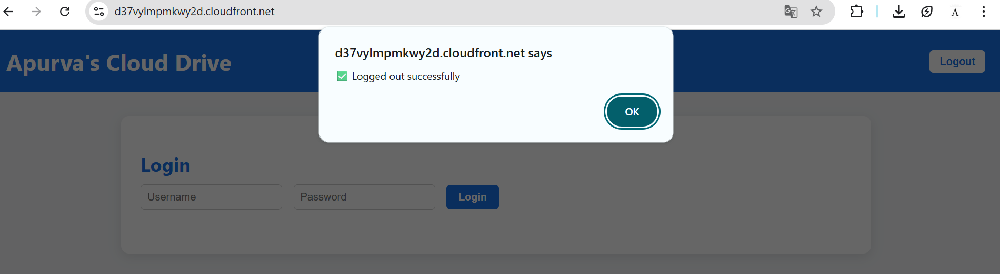 d37vylmpmkwy2d.cloudfront.net
A
d37vylmpmkwy2d.cloudfront.net says
✅ Logged out successfully
OK
Apurva's Cloud Drive
Logout
Login
Username
Password
Login